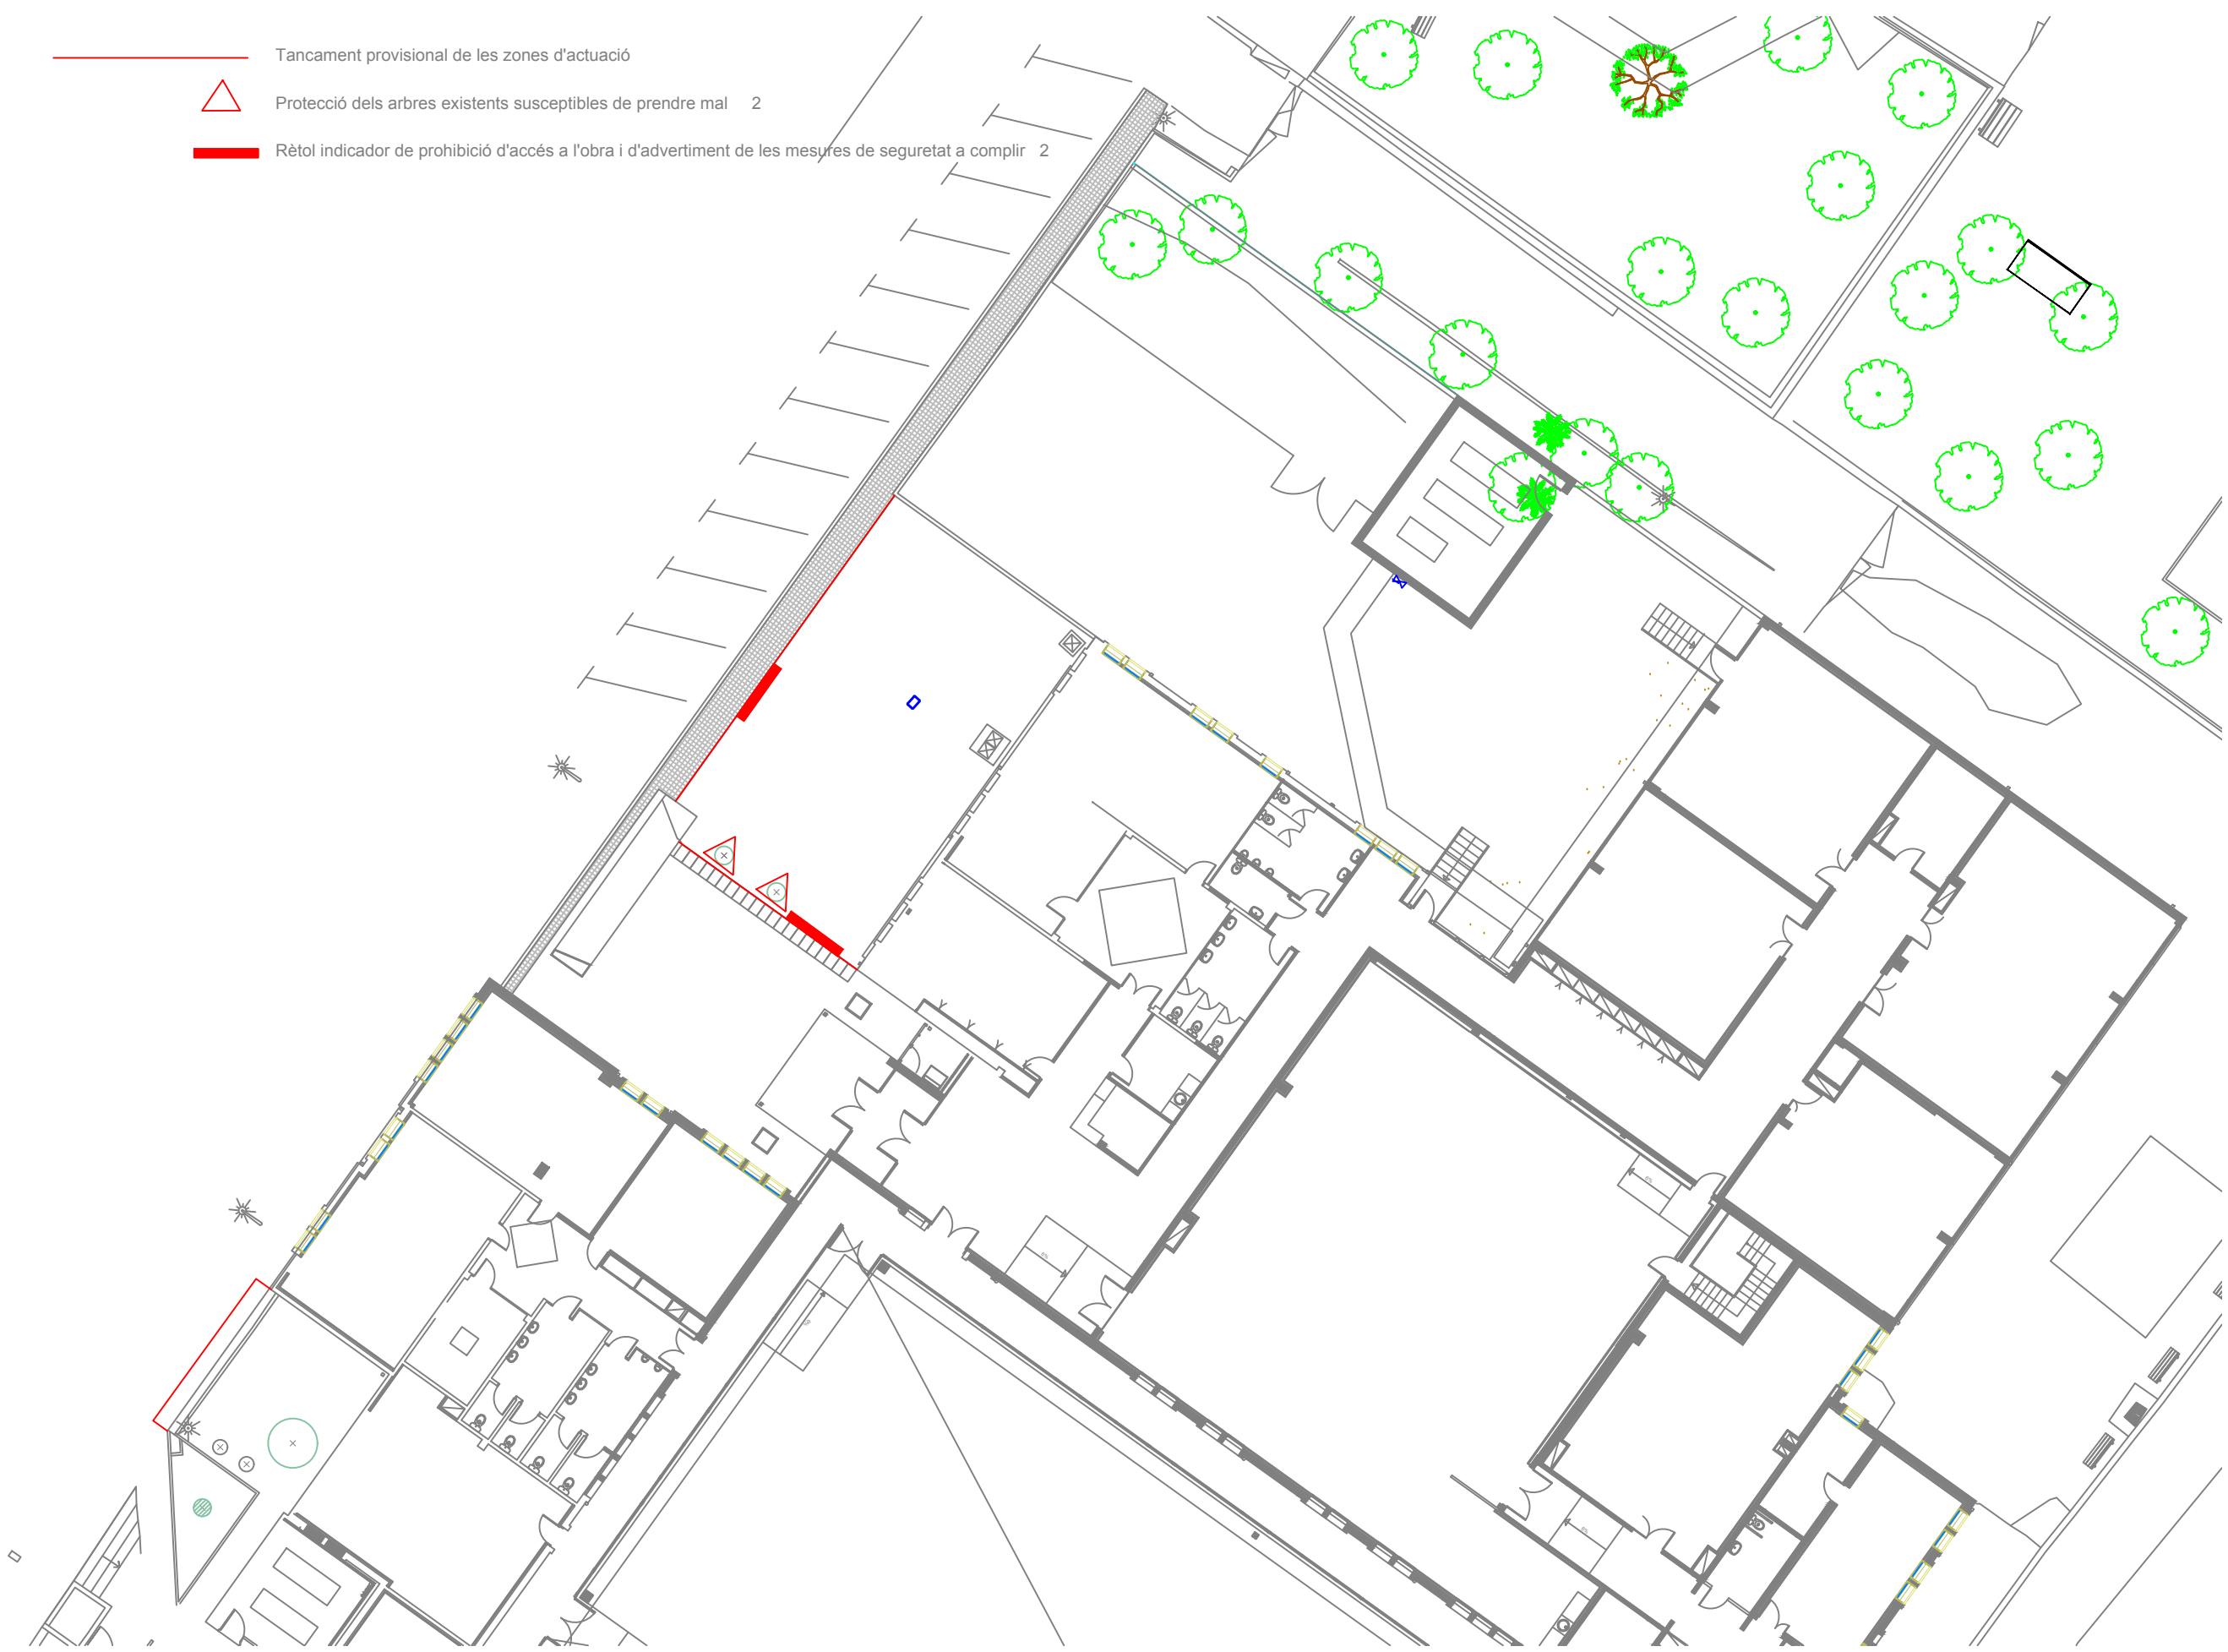 Tancament provisional de les zones d'actuació
Protecció dels arbres existents susceptibles de prendre mal 2
Rètol indicador de prohibició d'accés a l'obra i d'advertiment de les mesures de seguretat a complir 2